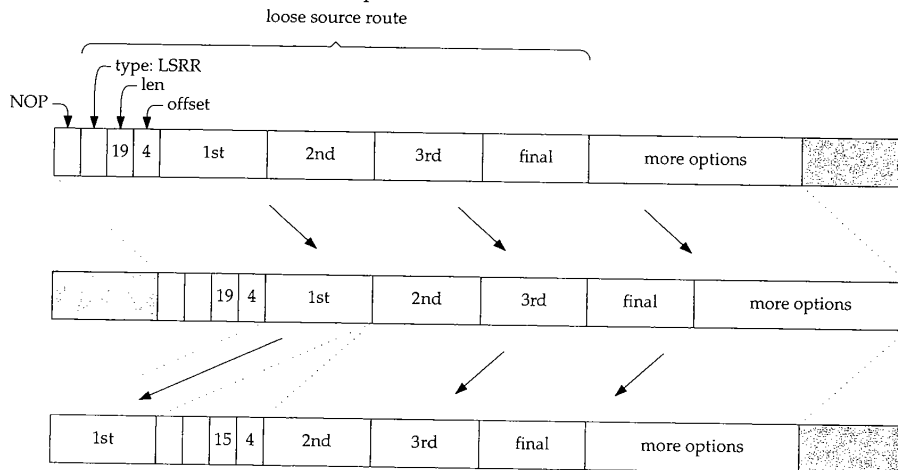 loose source route
type: LSRR
len
NOP
offset
19 4 1st 2nd 3rd final more options
19 4 1st 2nd 3rd final more options
1st 15 4 2nd 3rd final more options